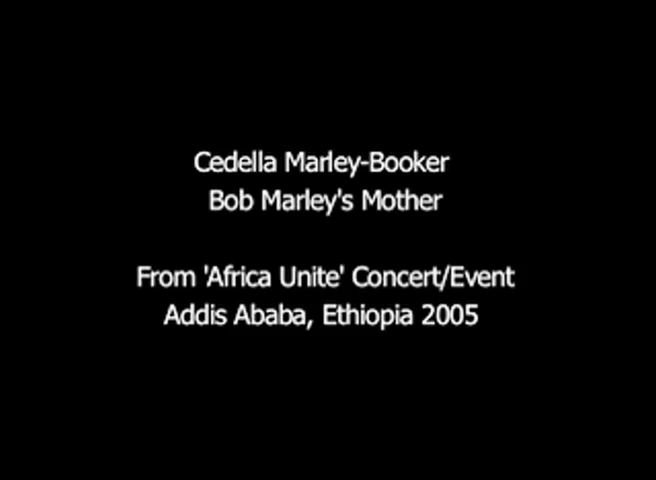 Cedella Marley-Booker
Bob Marley's Mother
From 'Africa Unite' Concert/Event
Addis Ababa, Ethiopia 2005